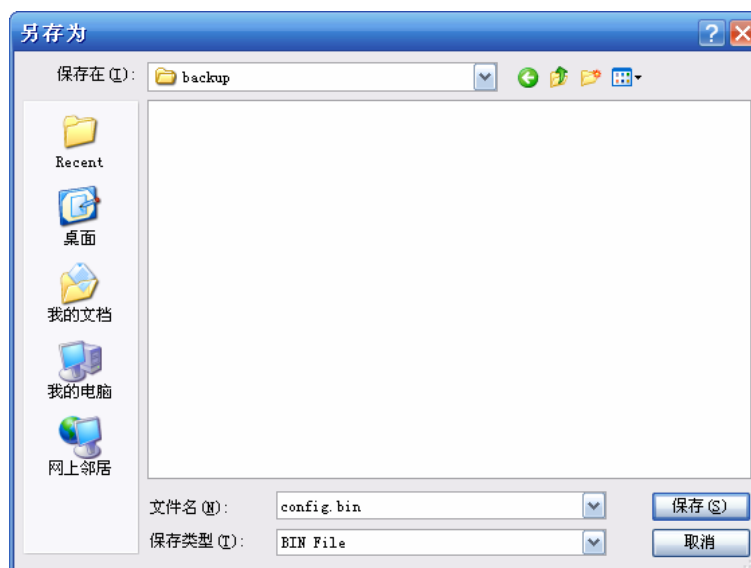 另存为
保存在(I): backup
Recent
桌面
我的文档
我的电脑
网上邻居
文件名(N): config.bin 保存(S)
保存类型(T): BIN File 取消